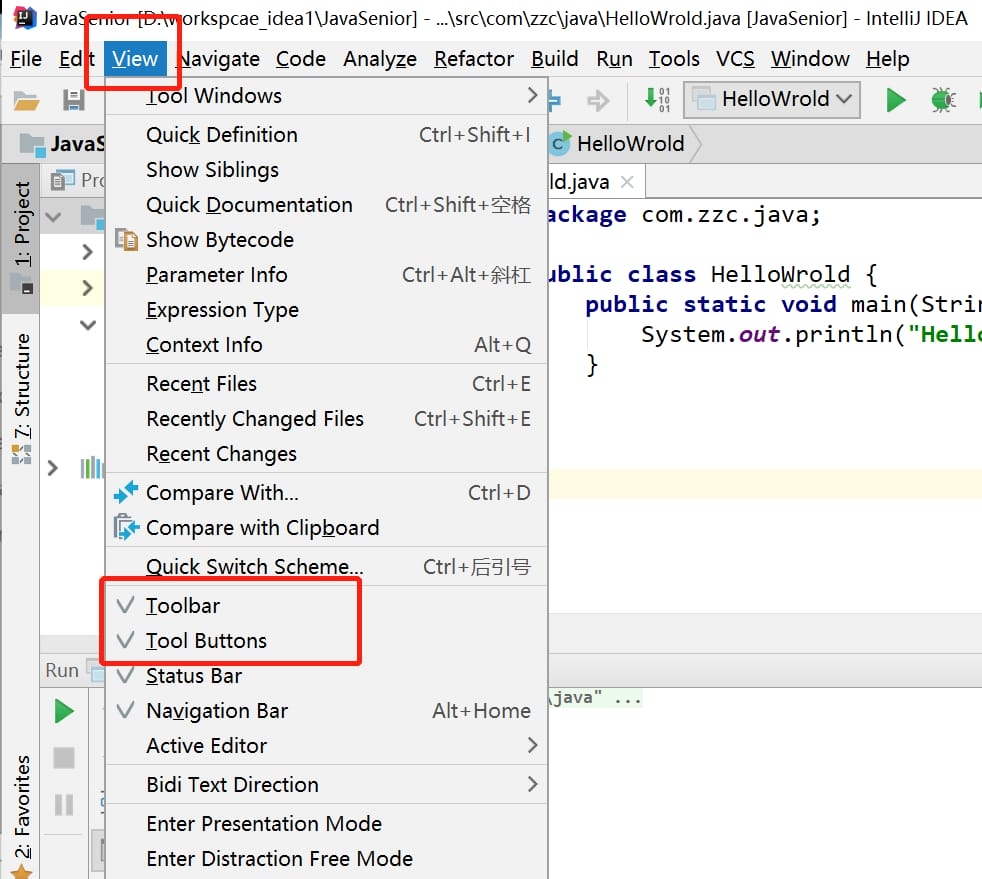 JavaSenior [D:\workspcae_idea1\JavaSenior] - ...\src\com\zzc\java\HelloWrold.java [JavaSenior] - IntelliJ IDEA
File Edit View Navigate Code Analyze Refactor Build Run Tools VCS Window Help
HelloWrold
JavaS
HelloWrold
Pro
ld.java
1: Project
7: Structure
2: Favorites
Tool Windows
Quick Definition Ctrl+Shift+I
Show Siblings
Quick Documentation Ctrl+Shift+空格
Show Bytecode
Parameter Info Ctrl+Alt+斜杠
Expression Type
Context Info Alt+Q
Recent Files Ctrl+E
Recently Changed Files Ctrl+Shift+E
Recent Changes
Compare With... Ctrl+D
Compare with Clipboard
Quick Switch Scheme... Ctrl+后引号
Toolbar
Tool Buttons
Status Bar
Navigation Bar Alt+Home
Active Editor
Bidi Text Direction
Enter Presentation Mode
Enter Distraction Free Mode
ackage com.zzc.java;
ublic class HelloWrold {
public static void main(Strin
System.out.println("Hello
}
Run
\java" ...